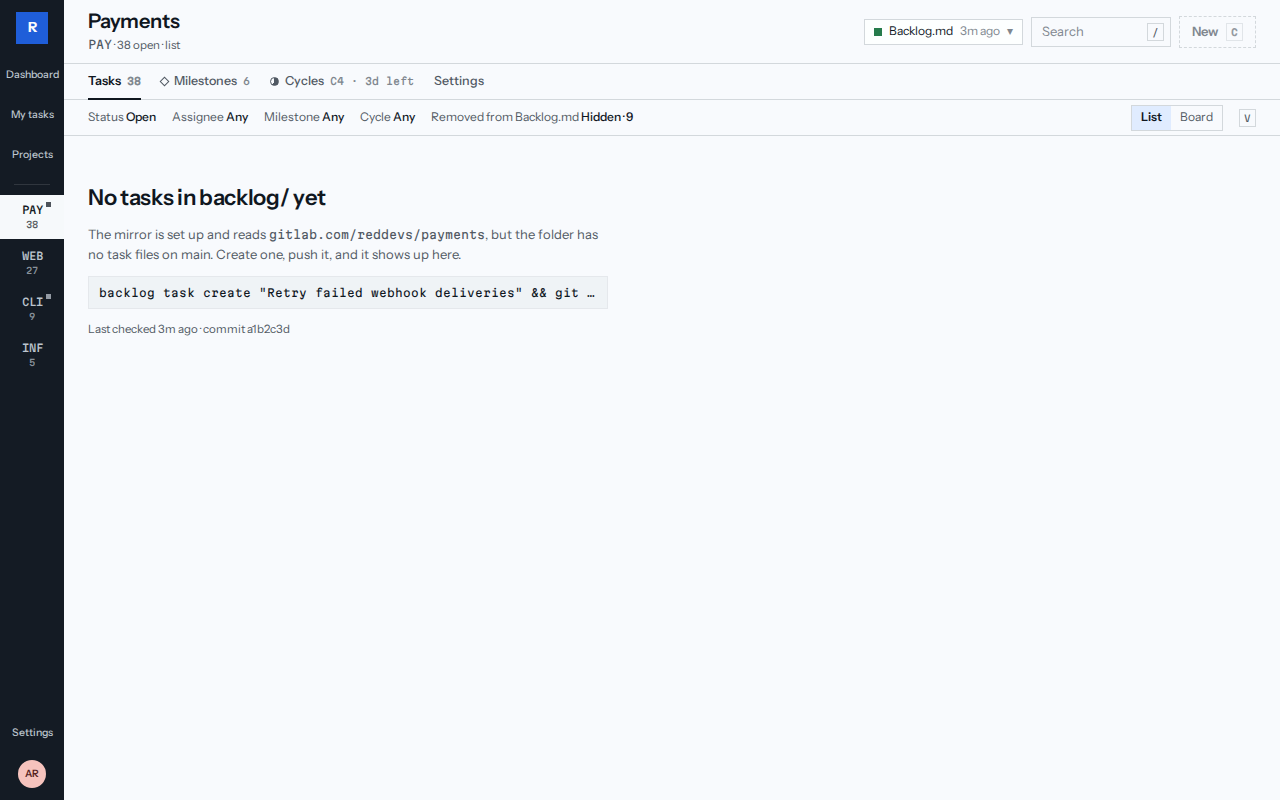 R
Dashboard
My tasks
Projects
PAY
38
WEB
27
CLI
9
INF
5
Settings
AR
Payments
PAY·38 open·list
Backlog.md 3m ago ▾
Search /
New C
Tasks 38
Milestones 6
Cycles C4 · 3d left
Settings
Status Open
Assignee Any
Milestone Any
Cycle Any
Removed from Backlog.md Hidden·9
List
Board
V
No tasks in backlog/ yet
The mirror is set up and reads gitlab.com/reddevs/payments, but the folder has
no task files on main. Create one, push it, and it shows up here.
backlog task create "Retry failed webhook deliveries" && git …
Last checked 3m ago·commit a1b2c3d